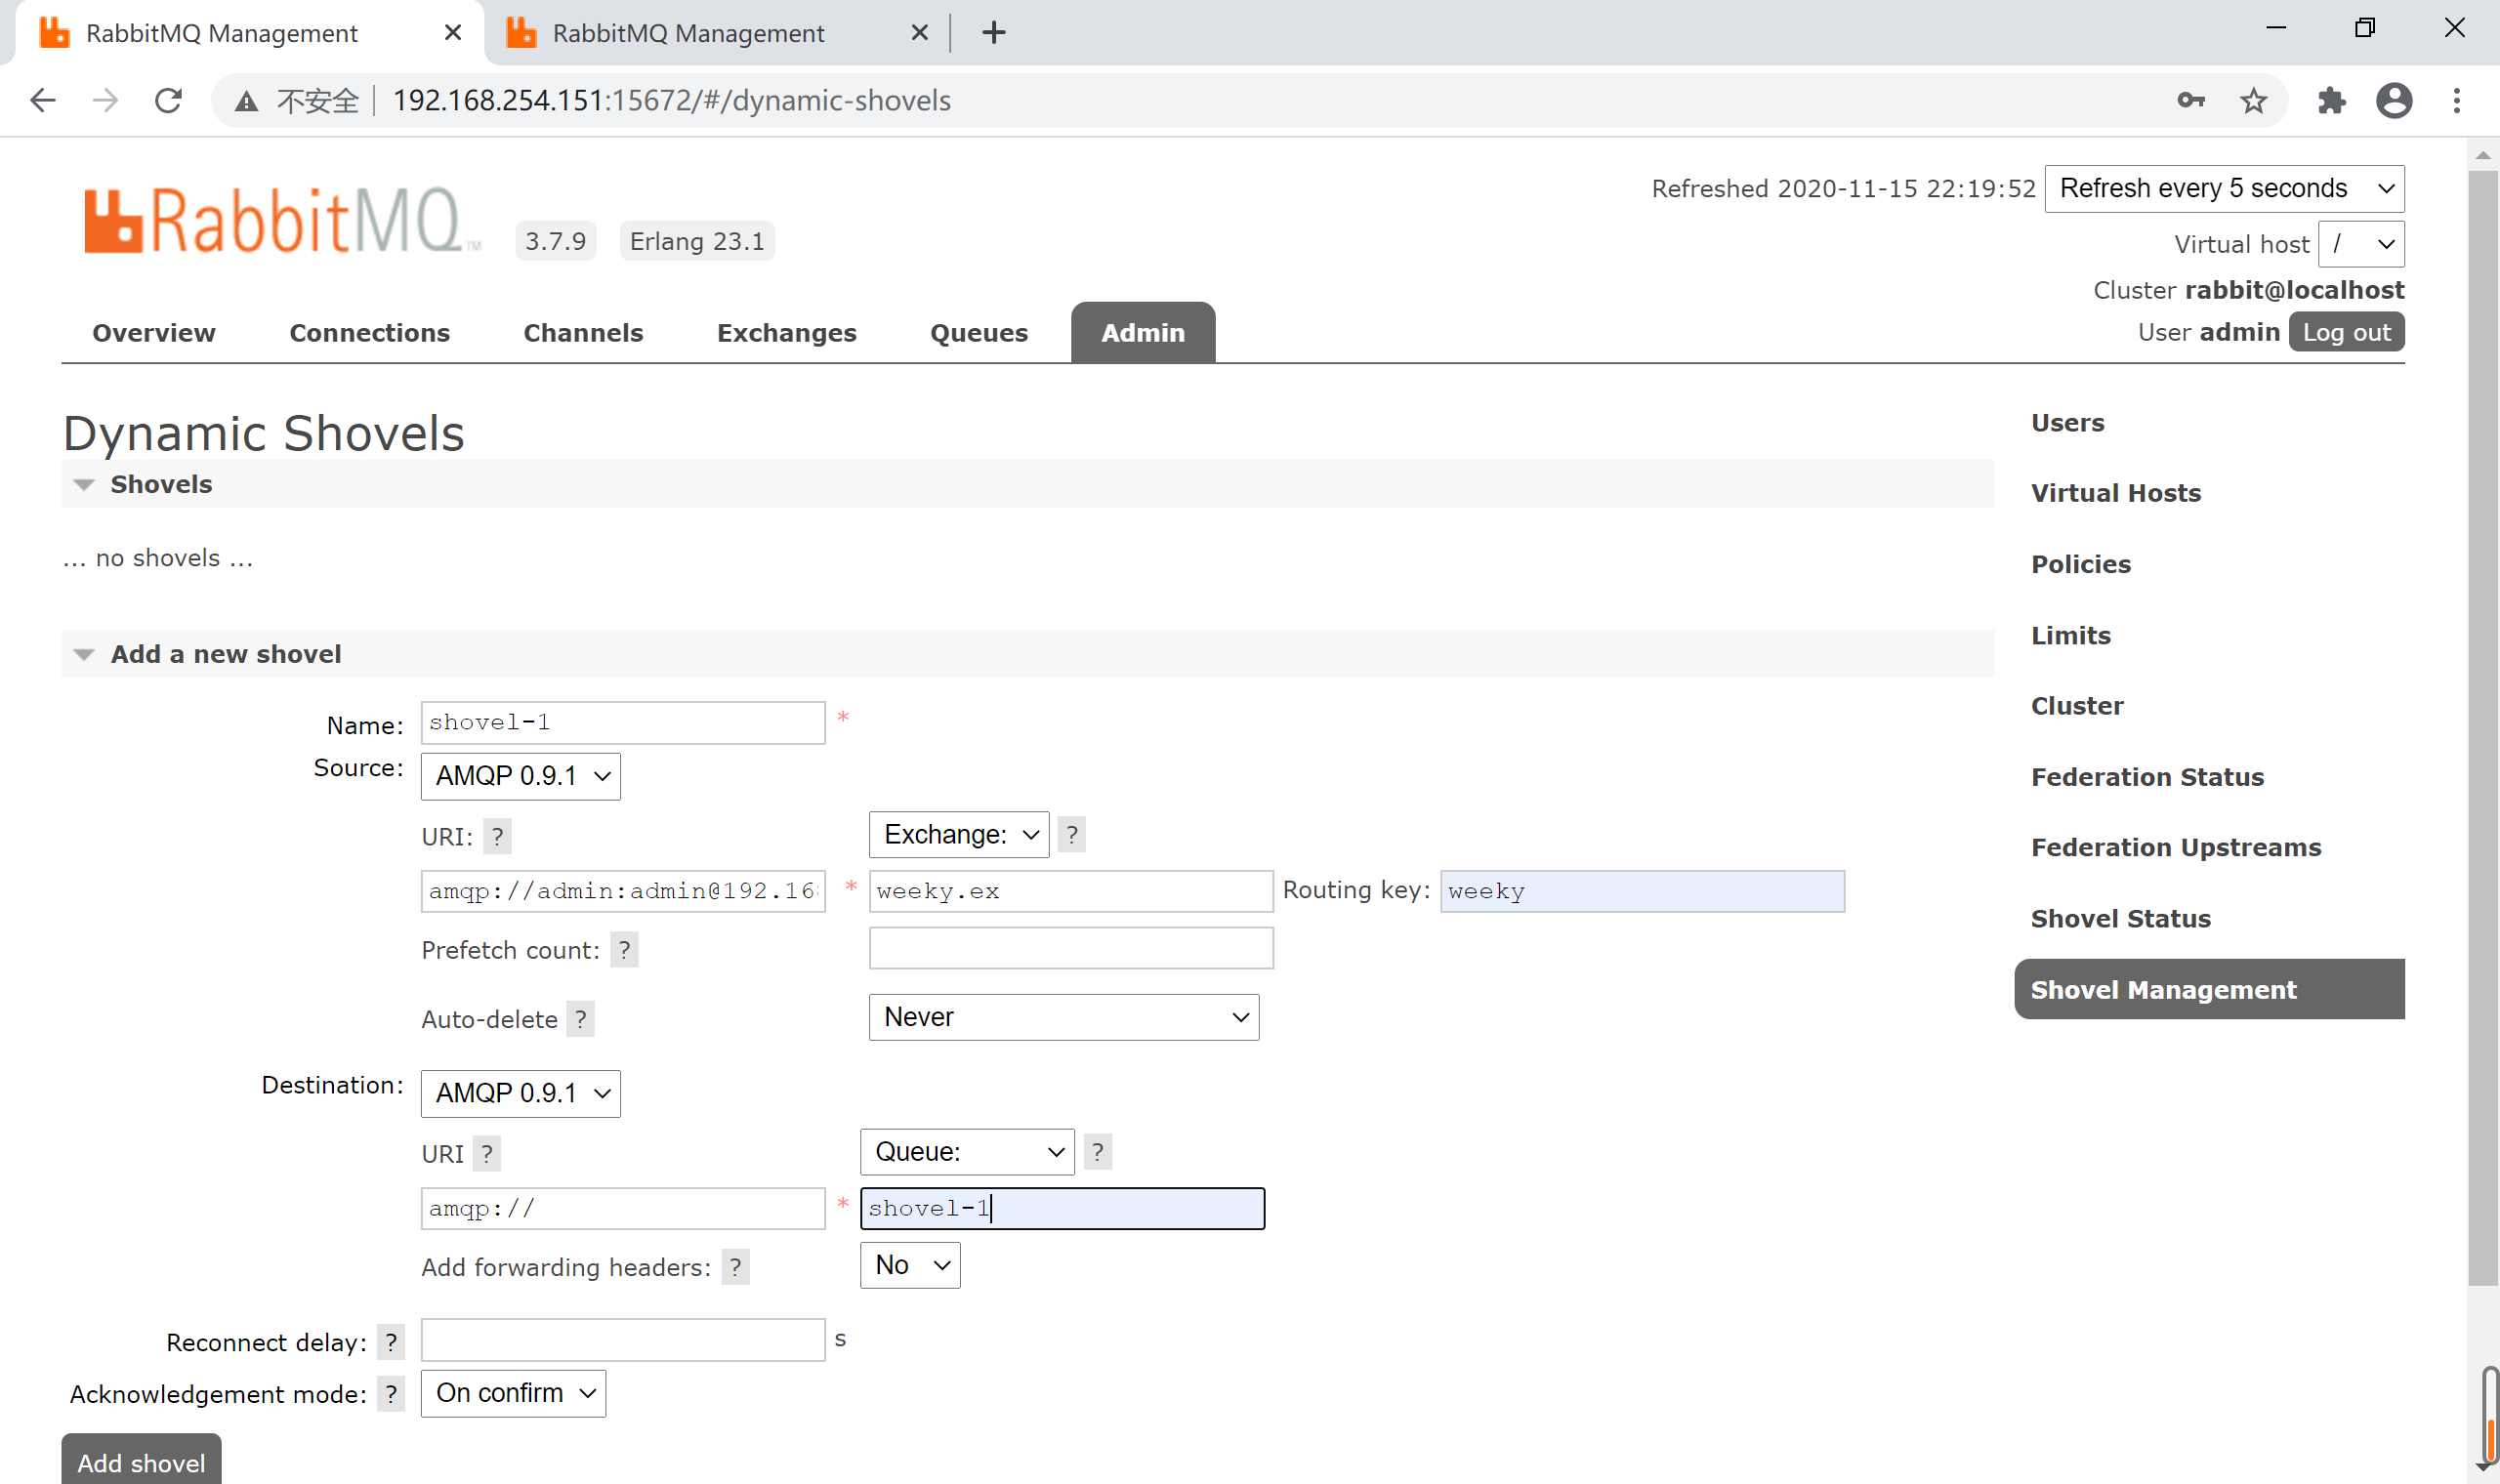 RabbitMQ Management
RabbitMQ Management
不安全 192.168.254.151:15672/#/dynamic-shovels
RabbitMQ TM 3.7.9 Erlang 23.1
Refreshed 2020-11-15 22:19:52 Refresh every 5 seconds
Virtual host /
Cluster rabbit@localhost
User admin Log out
Overview Connections Channels Exchanges Queues Admin
Dynamic Shovels
Shovels
... no shovels ...
Add a new shovel
Name: shovel-1 *
Source: AMQP 0.9.1
URI: ? Exchange: ?
amqp://admin:admin@192.16 * weeky.ex Routing key: weeky
Prefetch count: ?
Auto-delete ? Never
Destination: AMQP 0.9.1
URI ? Queue: ?
amqp:// * shovel-1
Add forwarding headers: ? No
Reconnect delay: ? s
Acknowledgement mode: ? On confirm
Add shovel
Users
Virtual Hosts
Policies
Limits
Cluster
Federation Status
Federation Upstreams
Shovel Status
Shovel Management